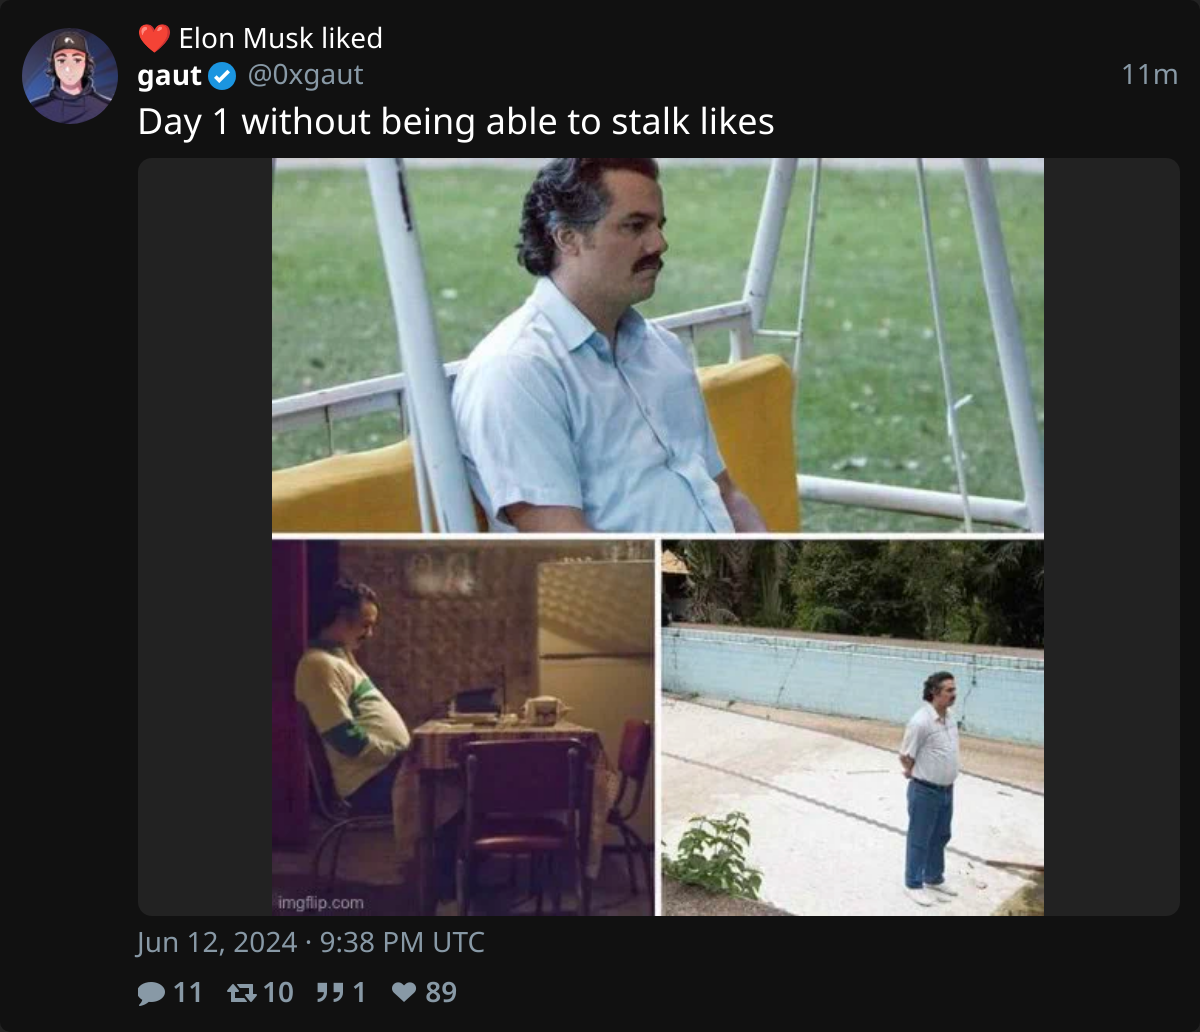 ❤️ Elon Musk liked
gaut @0xgaut 11m
Day 1 without being able to stalk likes
imgflip.com
Jun 12, 2024 · 9:38 PM UTC
11 10 1 89